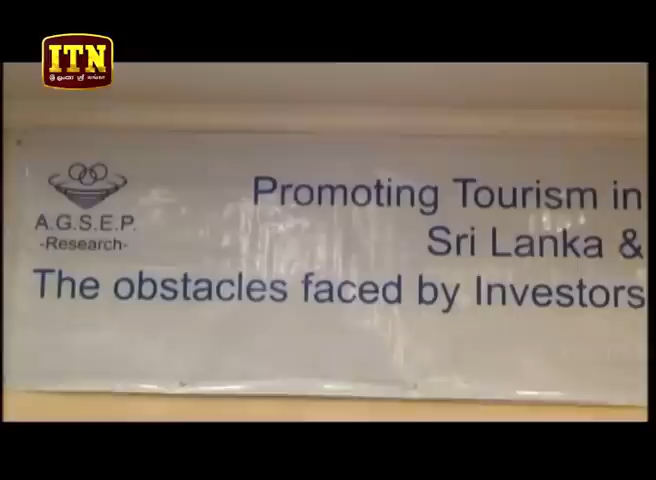 ITN
Promoting Tourism in
Sri Lanka &
A.G.S.E.P.
-Research-
The obstacles faced by Investors